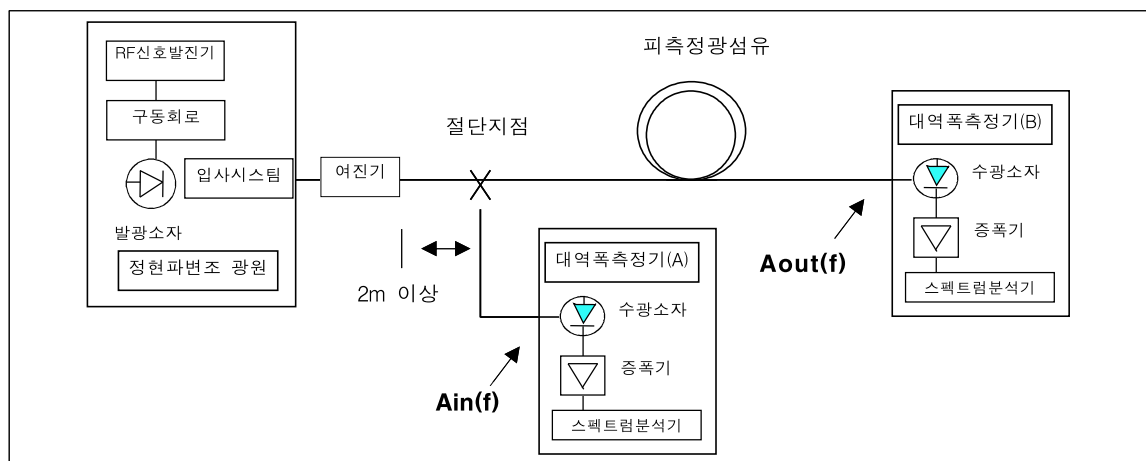 RF신호발진기
구동회로
입사시스팀
발광소자
정현파변조 광원
여진기
절단지점
2m 이상
피측정광섬유
대역폭측정기(A)
수광소자
증폭기
스펙트럼분석기
Ain(f)
대역폭측정기(B)
수광소자
증폭기
스펙트럼분석기
Aout(f)